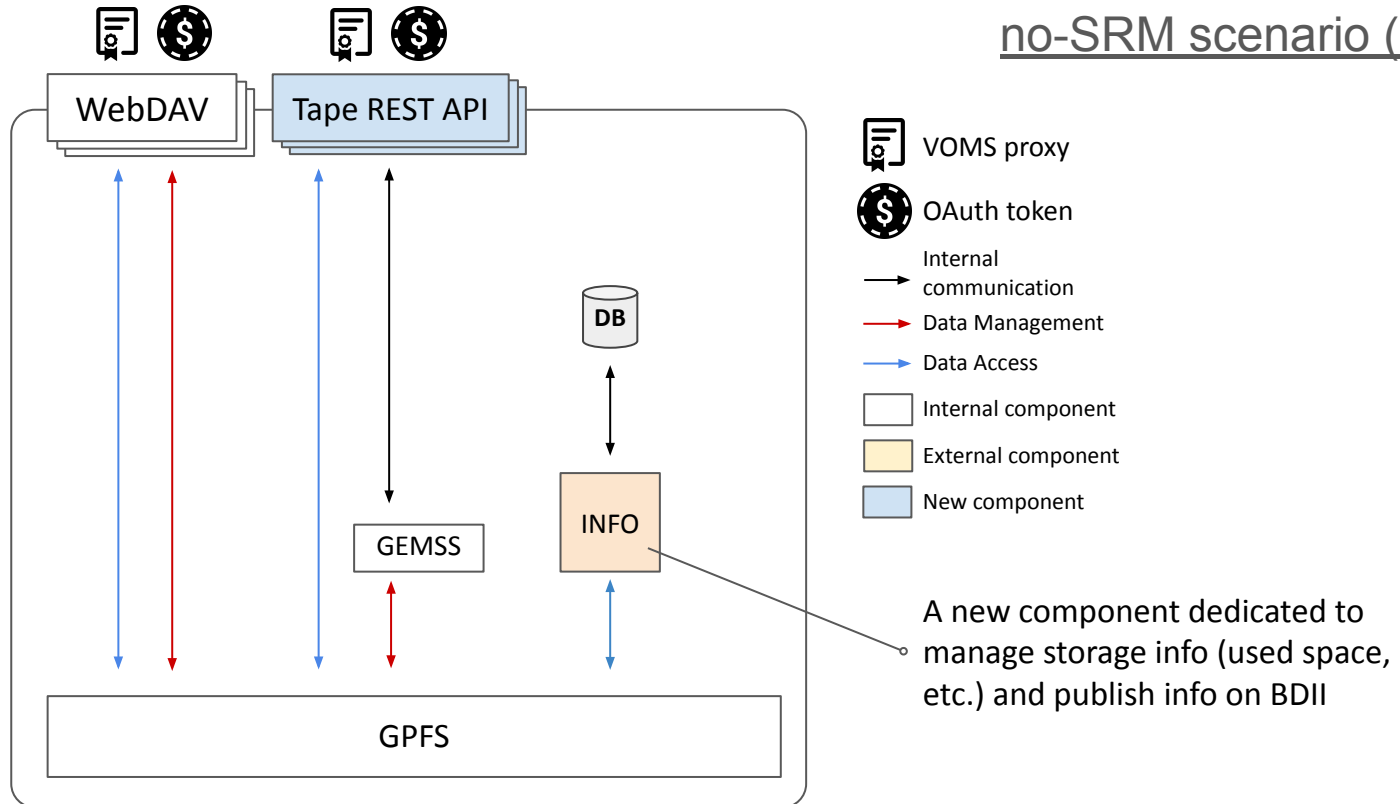 no-SRM scenario (
WebDAV
Tape REST API
VOMS proxy
$
OAuth token
Internal
communication
DB
Data Management
Data Access
Internal component
External component
INFO
New component
GEMSS
A new component dedicated to
manage storage info (used space,
etc.) and publish info on BDII
GPFS